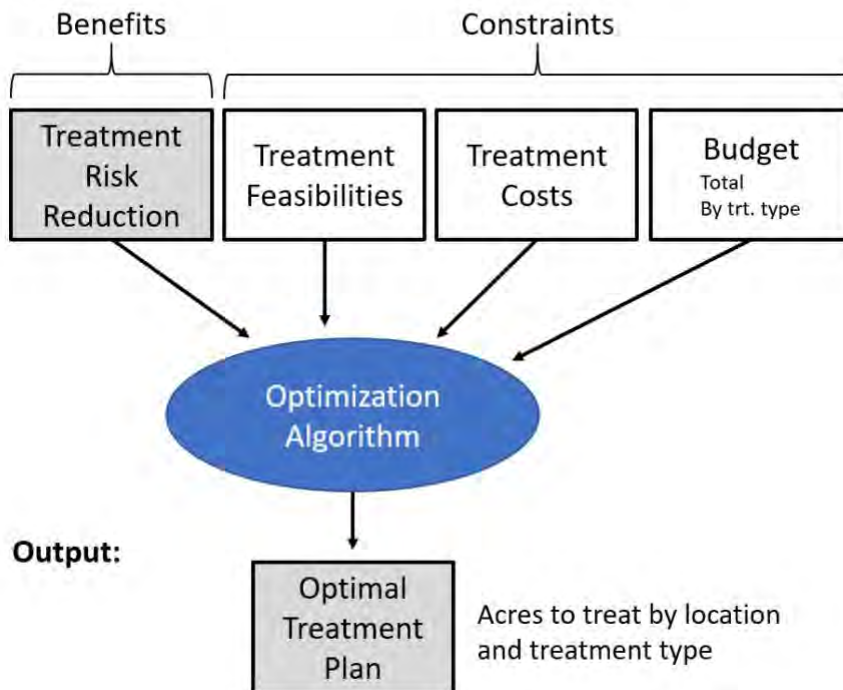 Benefits
Constraints
Treatment
Risk
Reduction
Treatment
Feasibilities
Treatment
Costs
Budget
Total
By trt. type
Optimization
Algorithm
Output:
Optimal
Treatment
Plan
Acres to treat by location
and treatment type